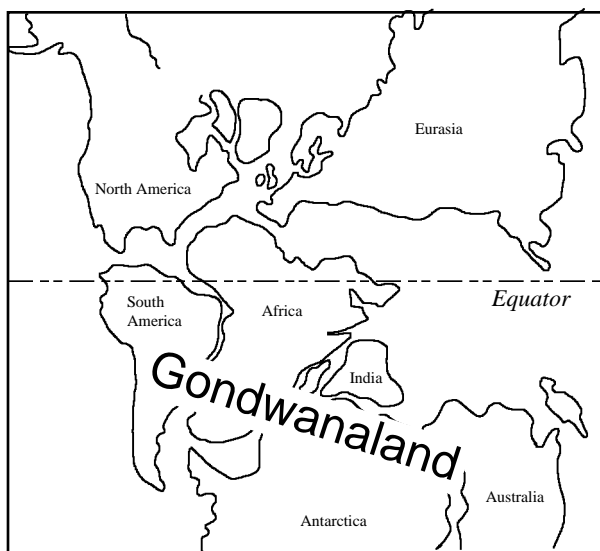 Eurasia
North America
Equator
South
America
Africa
India
Gondwanaland
Australia
Antarctica